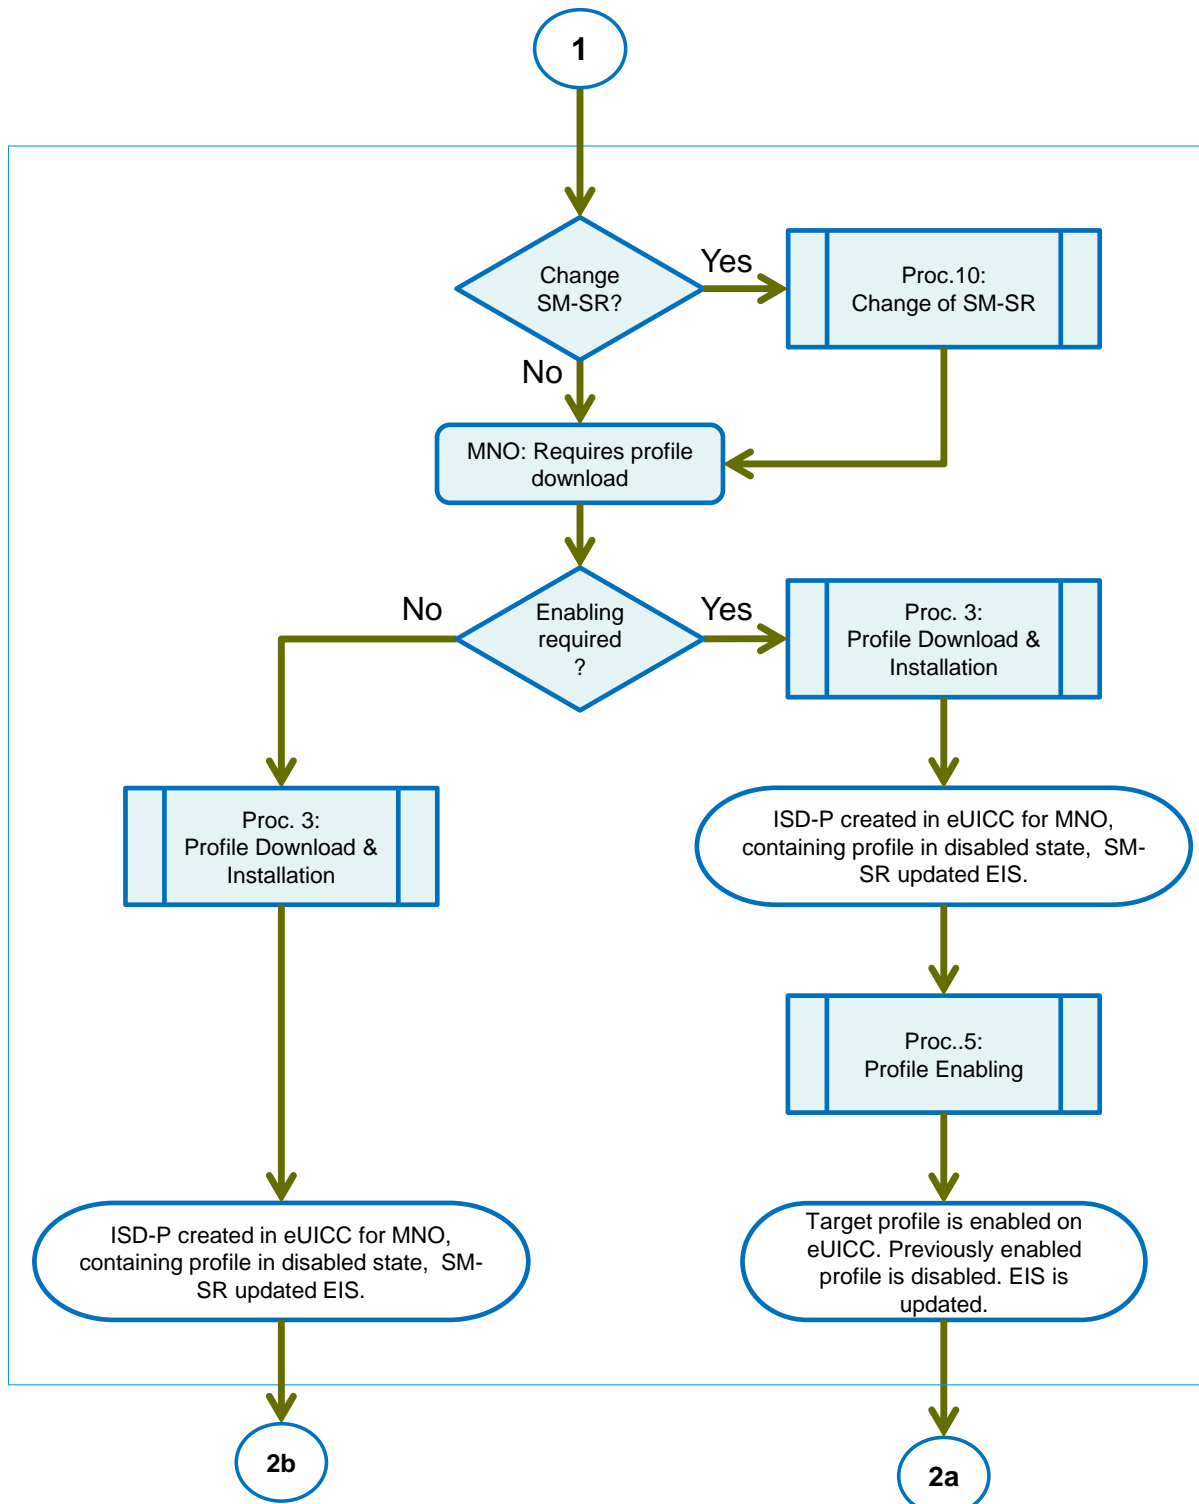 1
Change
SM-SR?
Yes
Proc.10:
Change of SM-SR
No
MNO: Requires profile
download
No
Enabling
required
?
Yes
Proc. 3:
Profile Download &
Installation
Proc. 3:
Profile Download &
Installation
ISD-P created in eUICC for MNO,
containing profile in disabled state,  SM-
SR updated EIS.
Proc..5:
Profile Enabling
ISD-P created in eUICC for MNO,
containing profile in disabled state,  SM-
SR updated EIS.
Target profile is enabled on
eUICC. Previously enabled
profile is disabled. EIS is
updated.
2b
2a